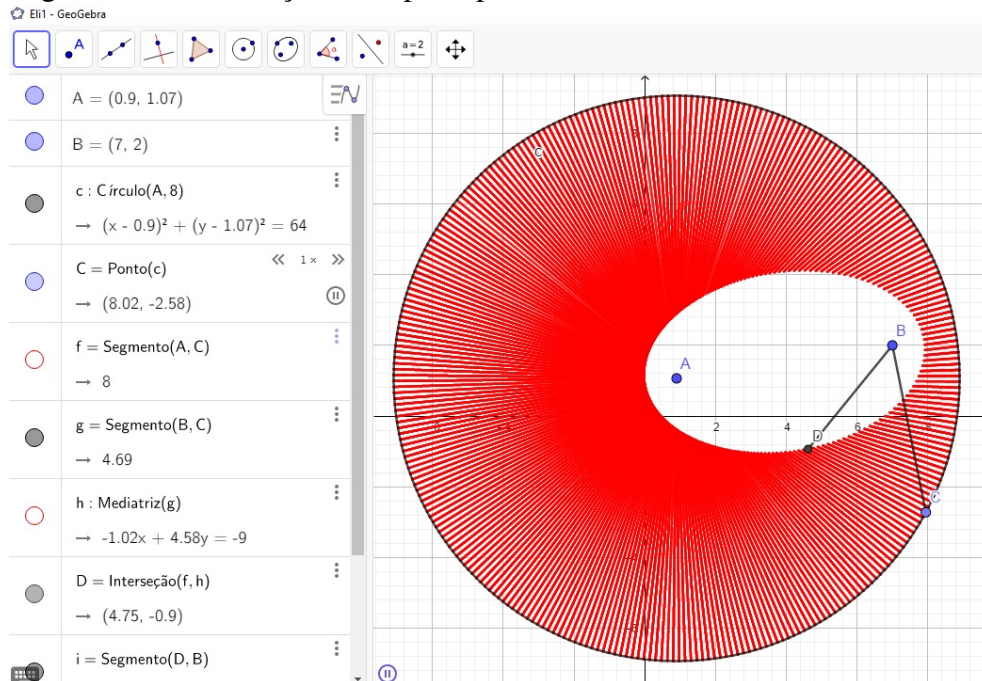 Eli1 - GeoGebra
A
a=2
A = (0.9, 1.07)
B = (7, 2)
c : Círculo(A, 8)
→ (x - 0.9)² + (y - 1.07)² = 64
C = Ponto(c)
1 ×
→ (8.02, -2.58)
f = Segmento(A, C)
→ 8
g = Segmento(B, C)
→ 4.69
h : Mediatriz(g)
→ -1.02x + 4.58y = -9
D = Interseção(f, h)
→ (4.75, -0.9)
i = Segmento(D, B)
C
B
A
2
4
6
D
C